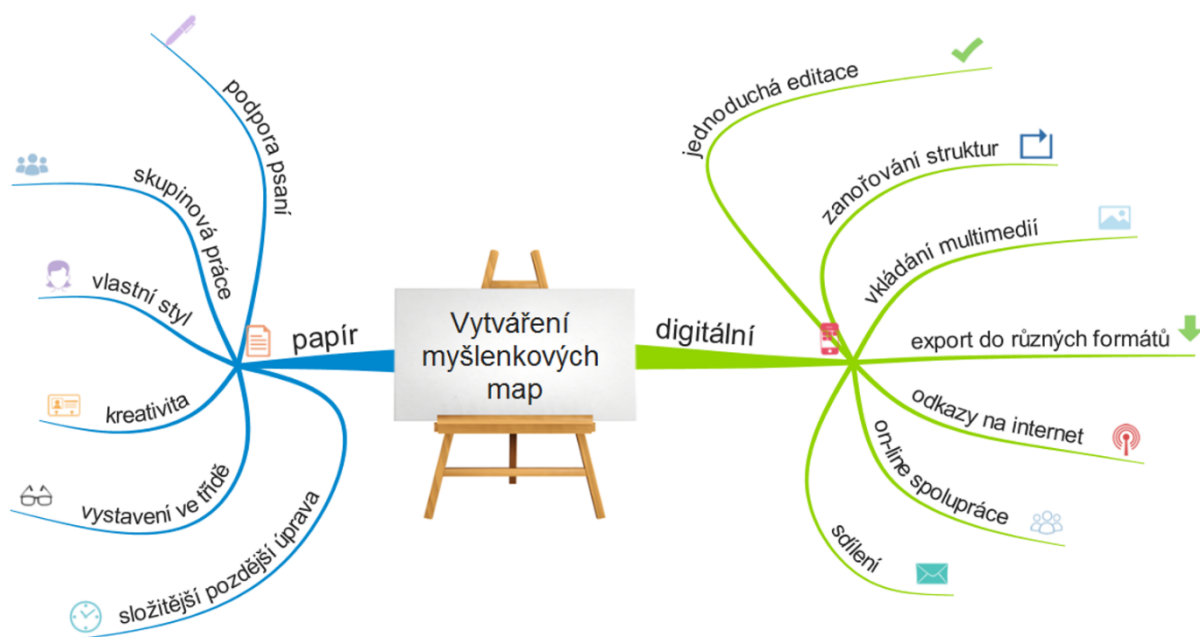 Vytváření
myšlenkových
map
papír
podpora psaní
skupinová práce
vlastní styl
kreativita
vystavení ve třídě
složitější pozdější úprava
digitální
jednoduchá editace
zanořování struktur
vkládání multimedií
export do různých formátů
odkazy na internet
on-line spolupráce
sdílení